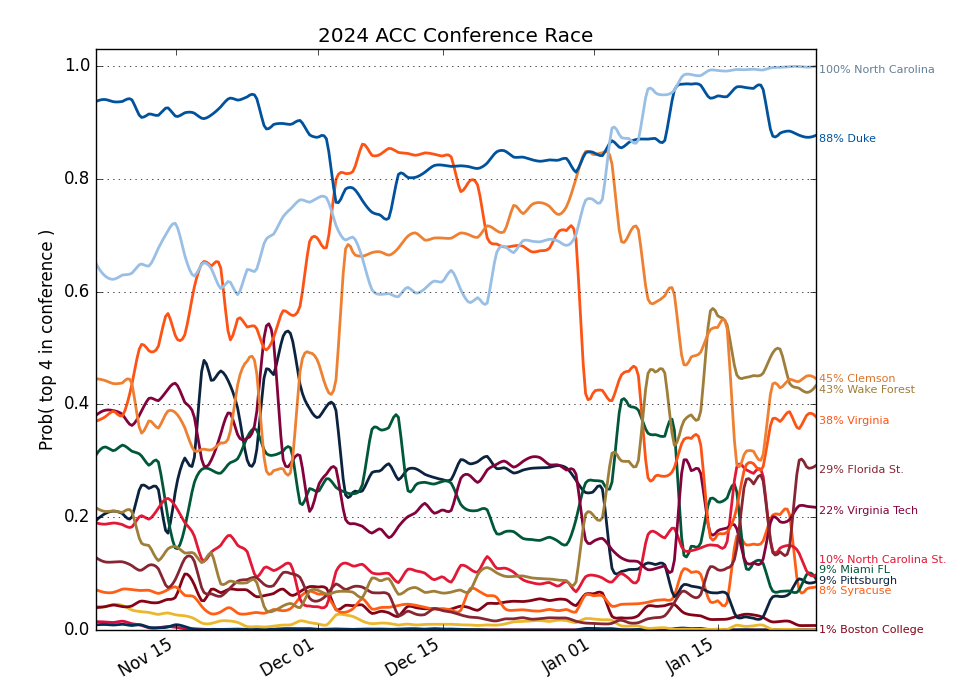 2024 ACC Conference Race
Prob( top 4 in conference )
1.0
0.8
0.6
0.4
0.2
0.0
Nov 15
Dec 01
Dec 15
Jan 01
Jan 15
100% North Carolina
88% Duke
45% Clemson
43% Wake Forest
38% Virginia
29% Florida St.
22% Virginia Tech
10% North Carolina St.
9% Miami FL
9% Pittsburgh
8% Syracuse
1% Boston College